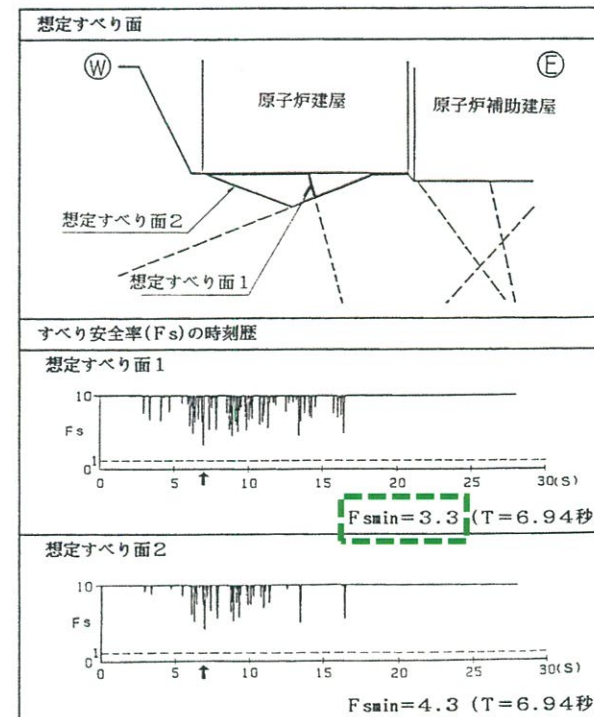 想定すべり面
Ⓦ
Ⓔ
原子炉建屋
原子炉補助建屋
想定すべり面2
想定すべり面1
すべり安全率(Fs)の時刻歴
想定すべり面1
10
Fs
1
0
0 5 10 15 20 25 30(S)
Fsmin=3.3 (T=6.94秒
想定すべり面2
10
Fs
1
0
0 5 10 15 20 25 30(S)
Fsmin=4.3 (T=6.94秒